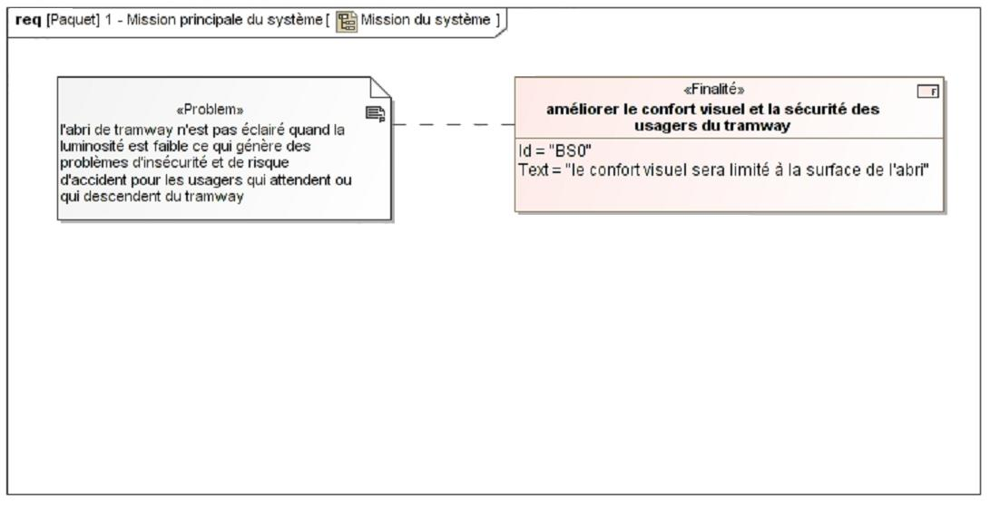 req [Paquet] 1 - Mission principale du système [ Mission du système ]
«Problem»
l'abri de tramway n'est pas éclairé quand la
luminosité est faible ce qui génère des
problèmes d'insécurité et de risque
d'accident pour les usagers qui attendent ou
qui descendent du tramway
«Finalité»
F
améliorer le confort visuel et la sécurité des
usagers du tramway
Id = "BS0"
Text = "le confort visuel sera limité à la surface de l'abri"